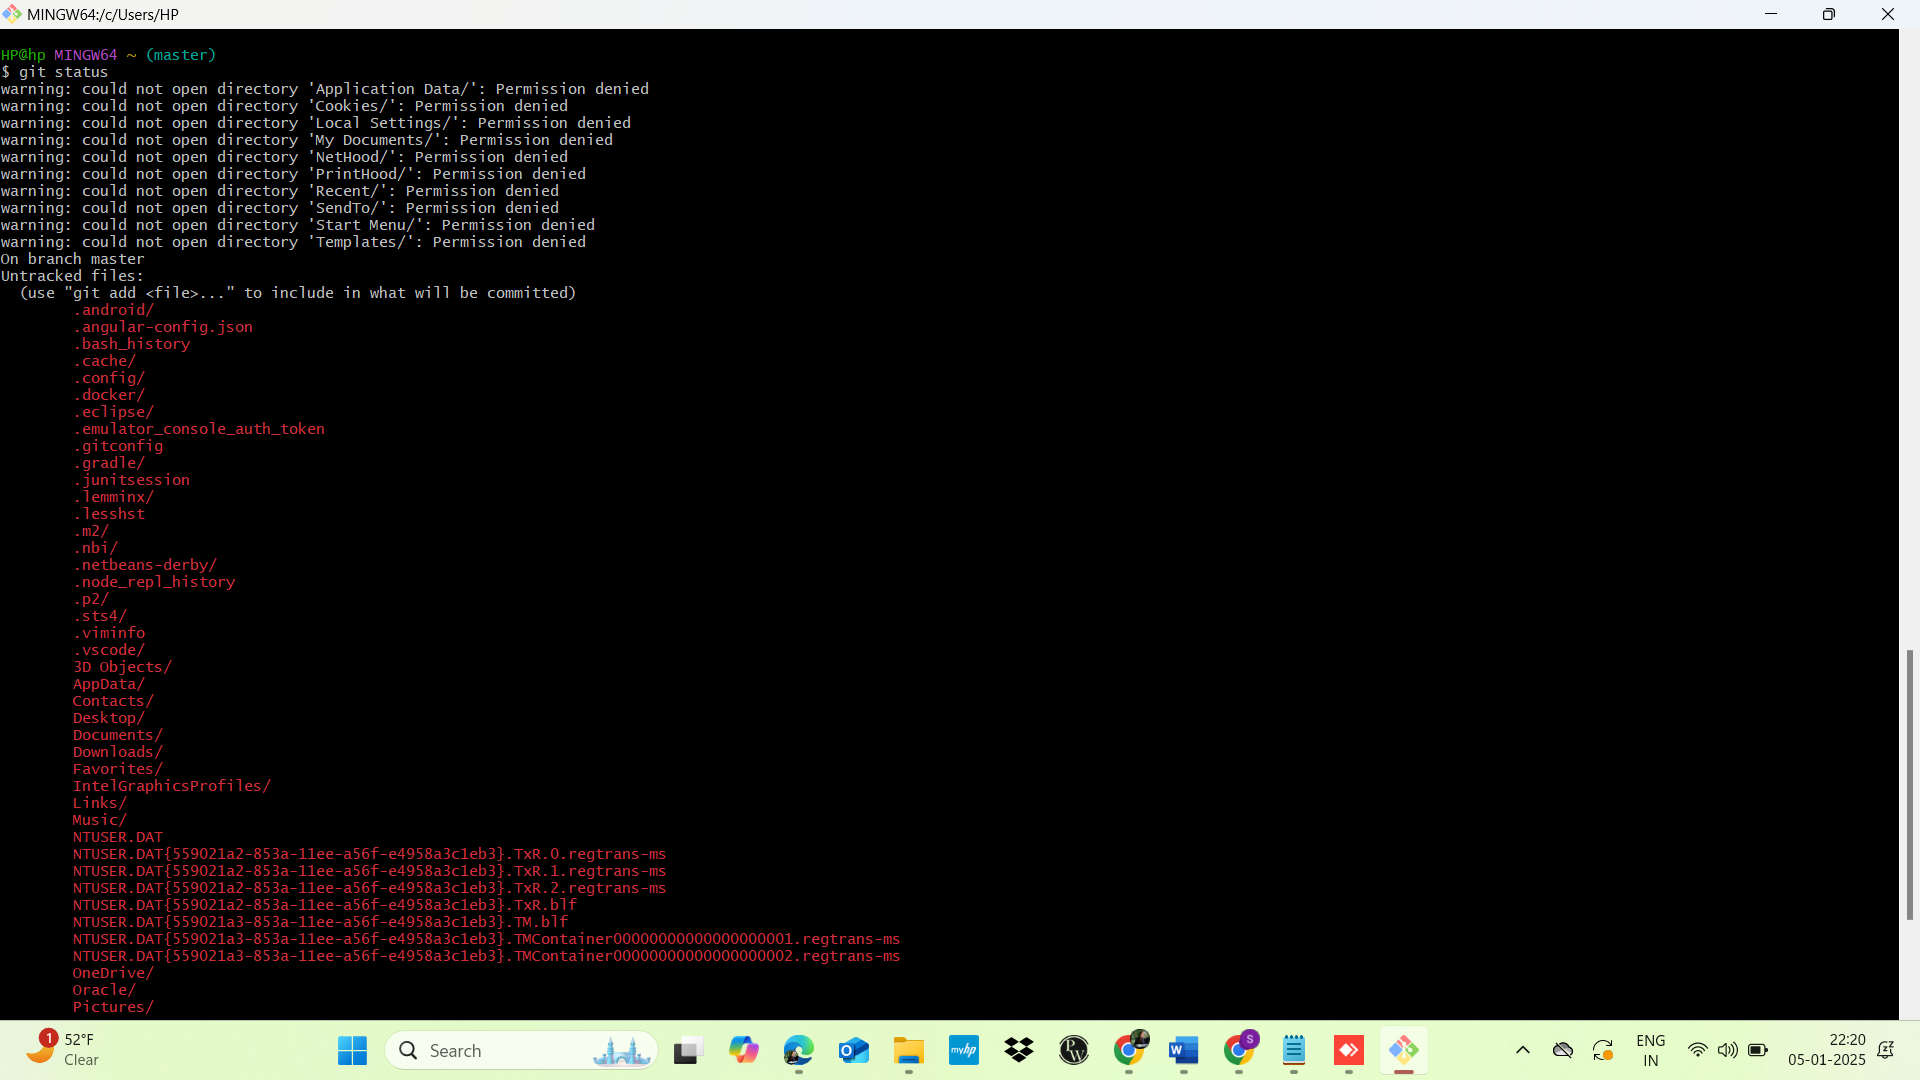 MINGW64:/c/Users/HP
HP@hp MINGW64 ~ (master)
$ git status
warning: could not open directory 'Application Data/': Permission denied
warning: could not open directory 'Cookies/': Permission denied
warning: could not open directory 'Local Settings/': Permission denied
warning: could not open directory 'My Documents/': Permission denied
warning: could not open directory 'NetHood/': Permission denied
warning: could not open directory 'PrintHood/': Permission denied
warning: could not open directory 'Recent/': Permission denied
warning: could not open directory 'SendTo/': Permission denied
warning: could not open directory 'Start Menu/': Permission denied
warning: could not open directory 'Templates/': Permission denied
On branch master
Untracked files:
  (use "git add <file>..." to include in what will be committed)
        .android/
        .angular-config.json
        .bash_history
        .cache/
        .config/
        .docker/
        .eclipse/
        .emulator_console_auth_token
        .gitconfig
        .gradle/
        .junitsession
        .lemminx/
        .lesshst
        .m2/
        .nbi/
        .netbeans-derby/
        .node_repl_history
        .p2/
        .sts4/
        .viminfo
        .vscode/
        3D Objects/
        AppData/
        Contacts/
        Desktop/
        Documents/
        Downloads/
        Favorites/
        IntelGraphicsProfiles/
        Links/
        Music/
        NTUSER.DAT
        NTUSER.DAT{559021a2-853a-11ee-a56f-e4958a3c1eb3}.TxR.0.regtrans-ms
        NTUSER.DAT{559021a2-853a-11ee-a56f-e4958a3c1eb3}.TxR.1.regtrans-ms
        NTUSER.DAT{559021a2-853a-11ee-a56f-e4958a3c1eb3}.TxR.2.regtrans-ms
        NTUSER.DAT{559021a2-853a-11ee-a56f-e4958a3c1eb3}.TxR.blf
        NTUSER.DAT{559021a3-853a-11ee-a56f-e4958a3c1eb3}.TM.blf
        NTUSER.DAT{559021a3-853a-11ee-a56f-e4958a3c1eb3}.TMContainer00000000000000000001.regtrans-ms
        NTUSER.DAT{559021a3-853a-11ee-a56f-e4958a3c1eb3}.TMContainer00000000000000000002.regtrans-ms
        OneDrive/
        Oracle/
        Pictures/
1
52°F
Clear
Search
myhp
PW
W
S
ENG
IN
22:20
05-01-2025